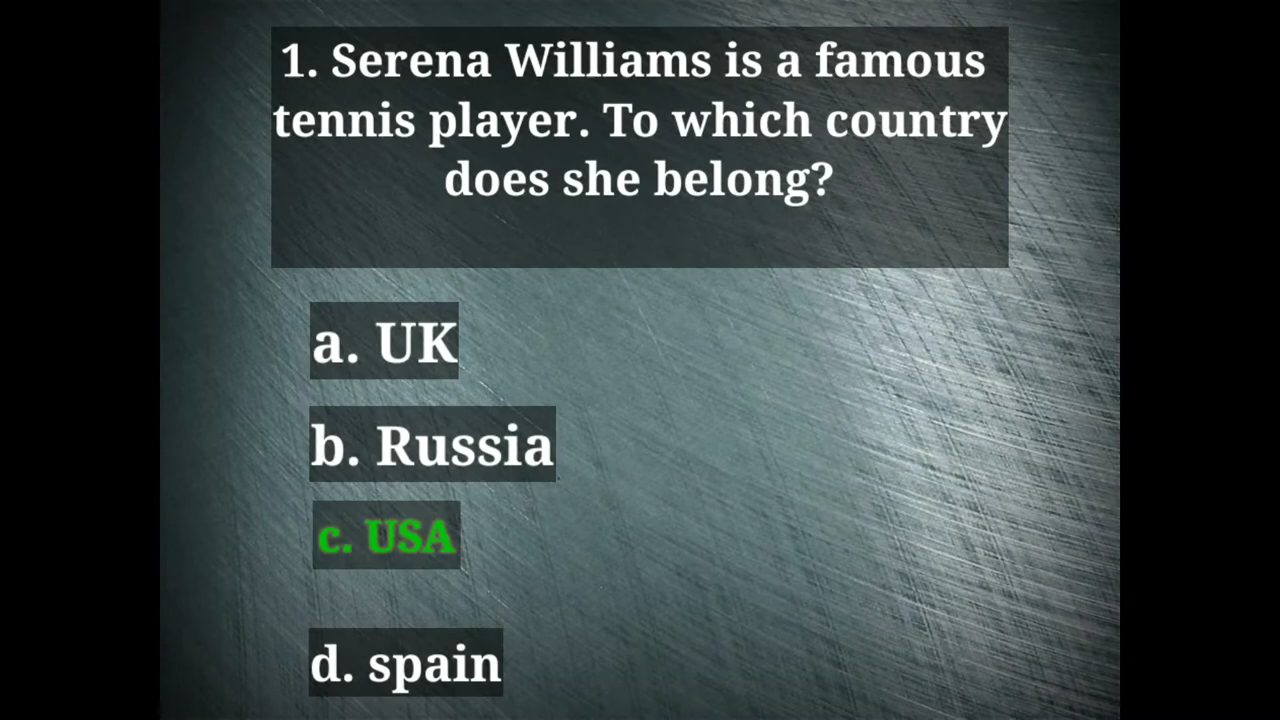 1. Serena Williams is a famous
tennis player. To which country
does she belong?
a. UK
b. Russia
c. USA
d. spain